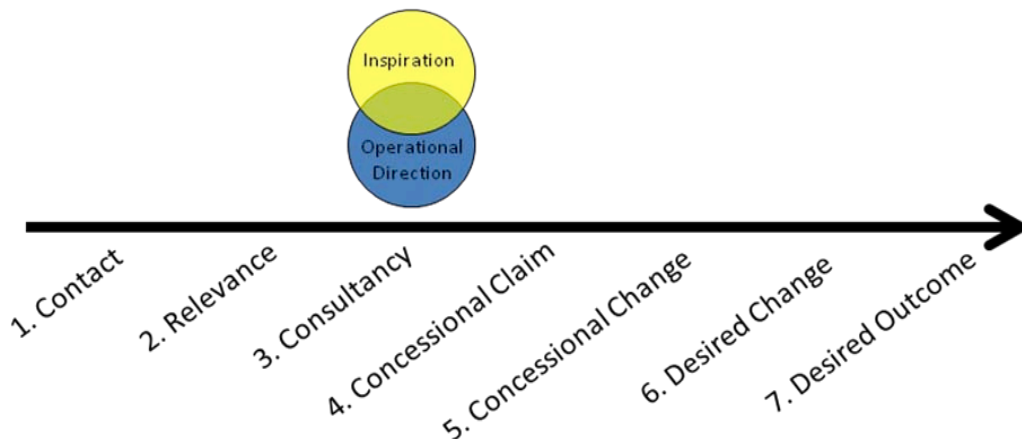 Inspiration
Operational
Direction
1. Contact
2. Relevance
3. Consultancy
4. Concessional Claim
5. Concessional Change
6. Desired Change
7. Desired Outcome